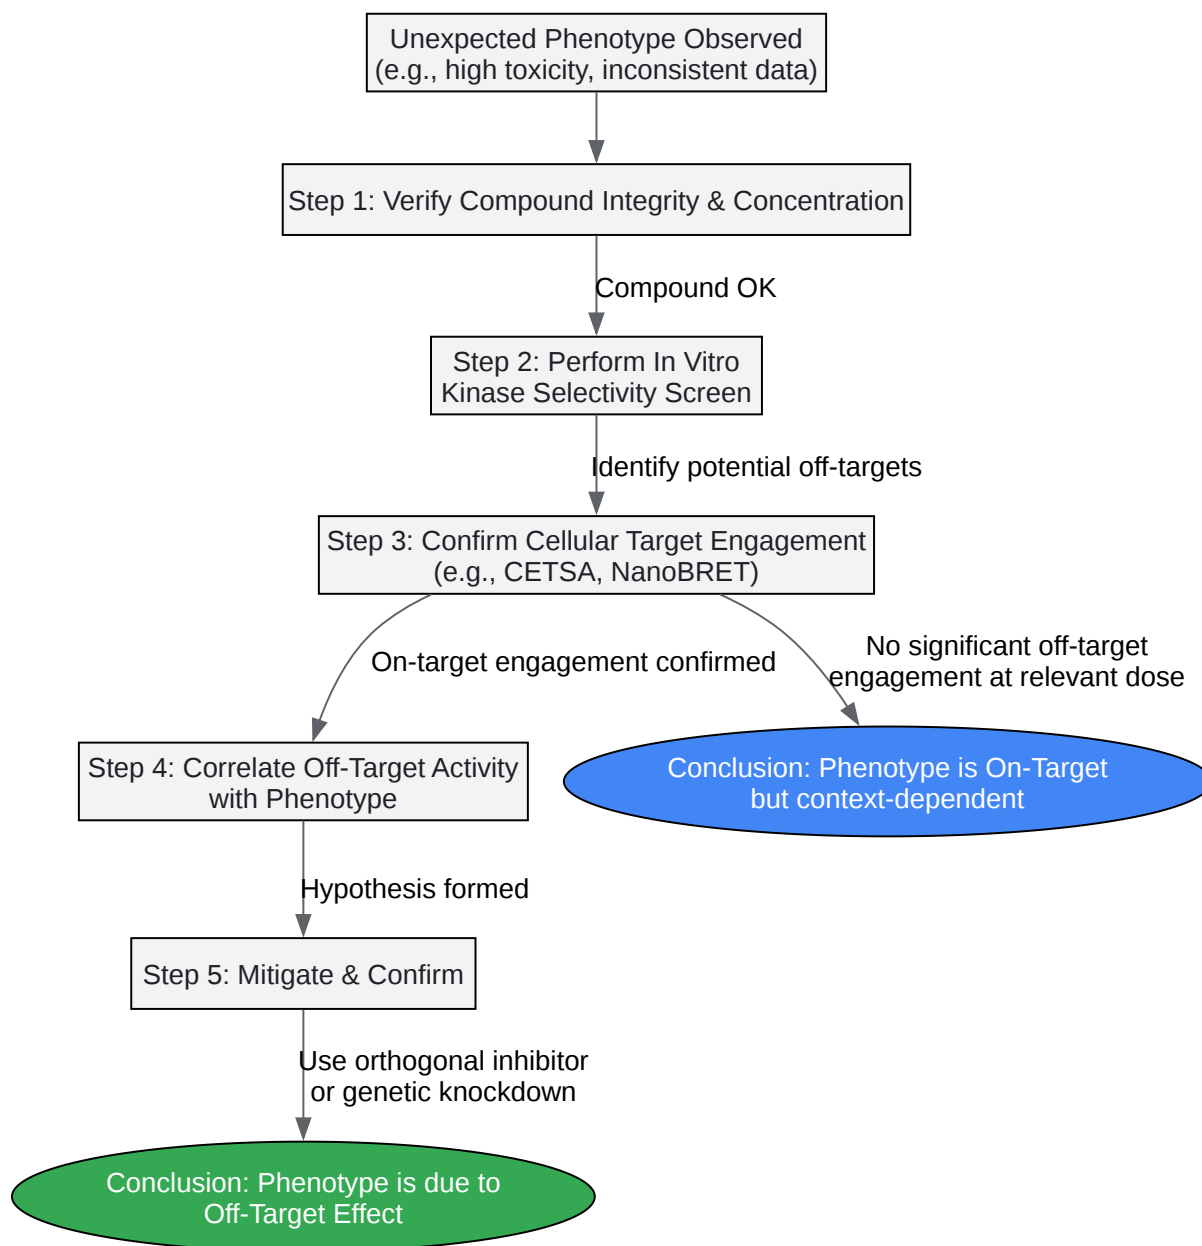 Unexpected Phenotype Observed
(e.g., high toxicity, inconsistent data)
Step 1: Verify Compound Integrity & Concentration
Compound OK
Step 2: Perform In Vitro
Kinase Selectivity Screen
Identify potential off-targets
Step 3: Confirm Cellular Target Engagement
(e.g., CETSA, NanoBRET)
On-target engagement confirmed
No significant off-target
engagement at relevant dose
Step 4: Correlate Off-Target Activity
with Phenotype
Conclusion: Phenotype is On-Target
but context-dependent
Hypothesis formed
Step 5: Mitigate & Confirm
Use orthogonal inhibitor
or genetic knockdown
Conclusion: Phenotype is due to
Off-Target Effect